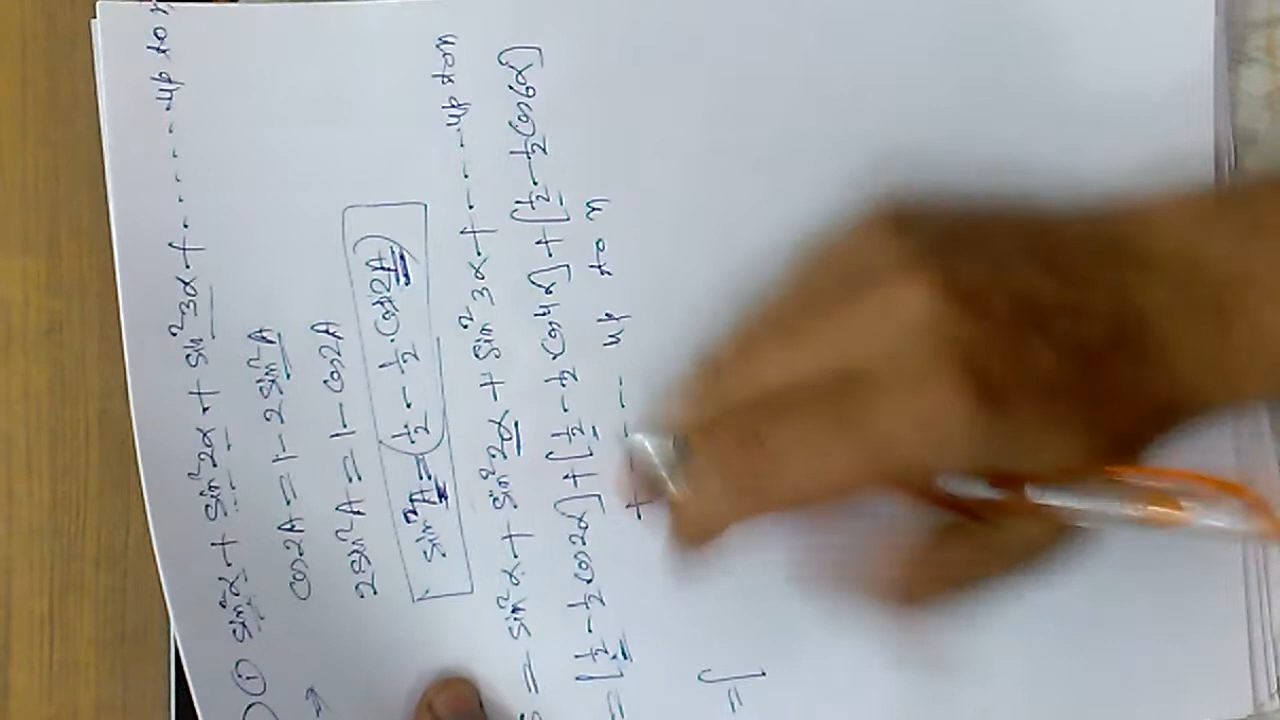 ① sin²α + sin²2α + sin²3α + ...... up to n
⇒ cos2A = 1 - 2sin²A
2sin²A = 1 - cos2A
sin²A = (1/2 - 1/2 cos2A)
S = sin²α + sin²2α + sin²3α + ---- up to n
= [1/2 - 1/2 cos2α] + [1/2 - 1/2 cos4α] + [1/2 - 1/2 cos6α]
+ --- up to n
= [